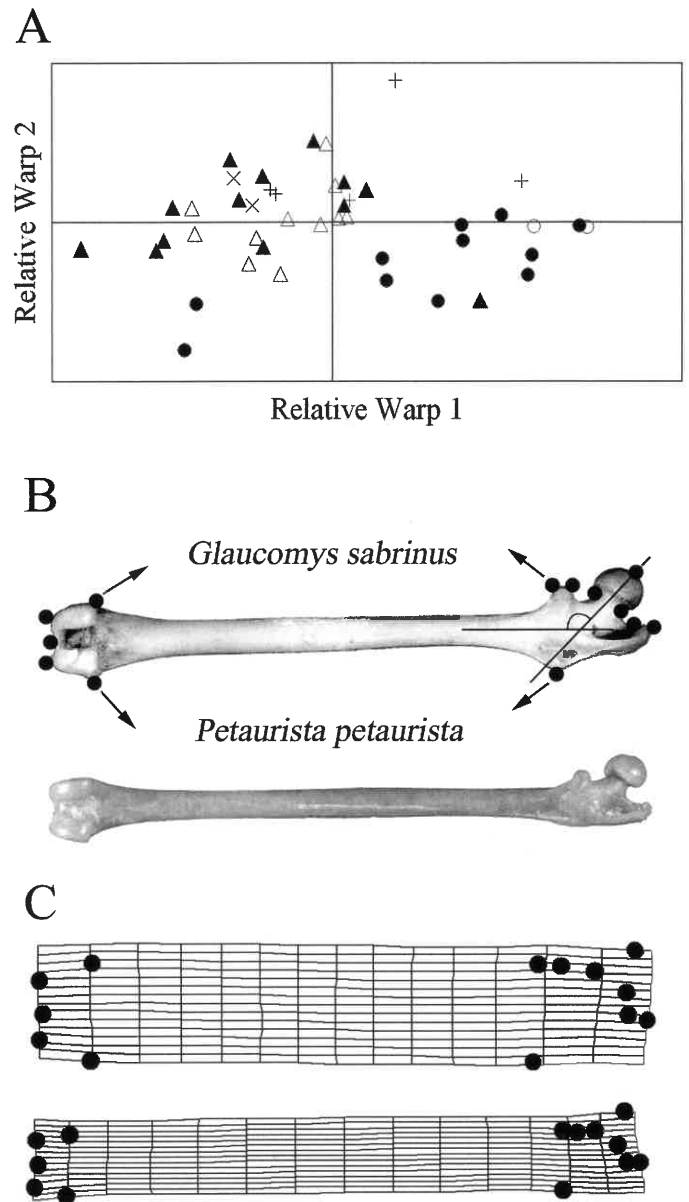 A
Relative Warp 2
Relative Warp 1
B
Glaucomys sabrinus
Petaurista petaurista
C